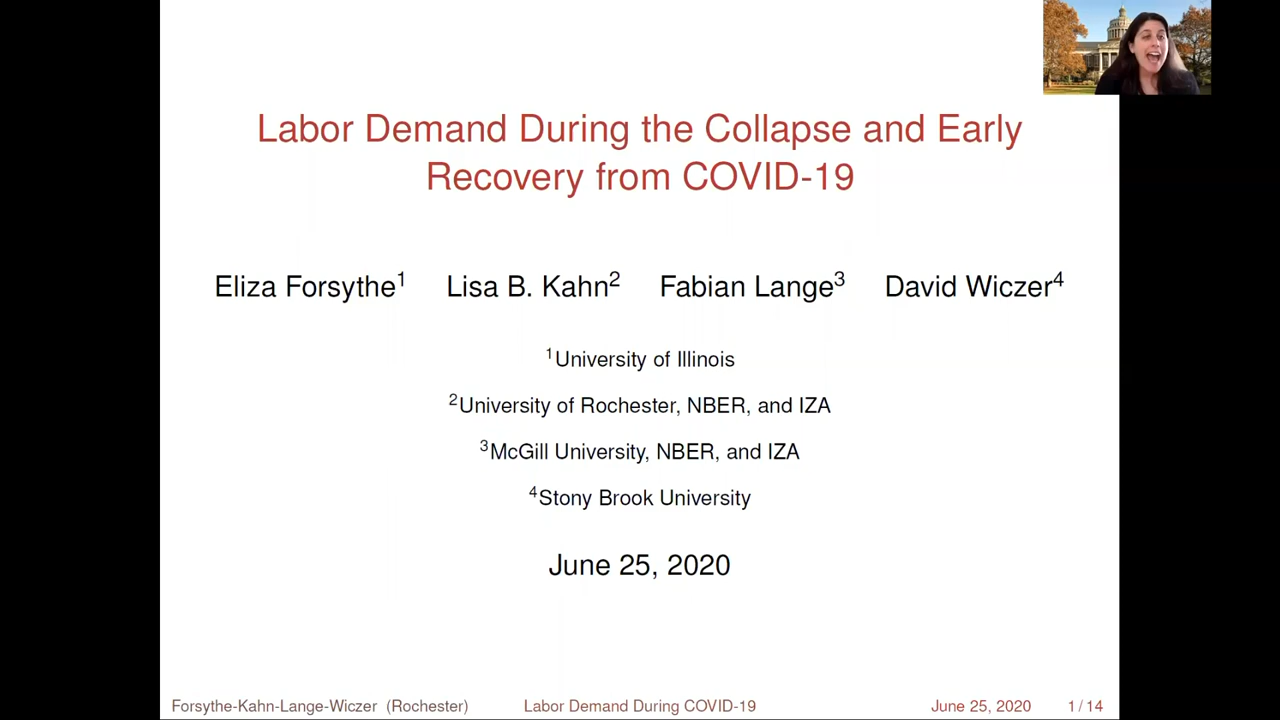 Labor Demand During the Collapse and Early
Recovery from COVID-19
Eliza Forsythe¹ Lisa B. Kahn² Fabian Lange³ David Wiczer⁴
¹University of Illinois
²University of Rochester, NBER, and IZA
³McGill University, NBER, and IZA
⁴Stony Brook University
June 25, 2020
Forsythe-Kahn-Lange-Wiczer (Rochester) Labor Demand During COVID-19 June 25, 2020 1 / 14